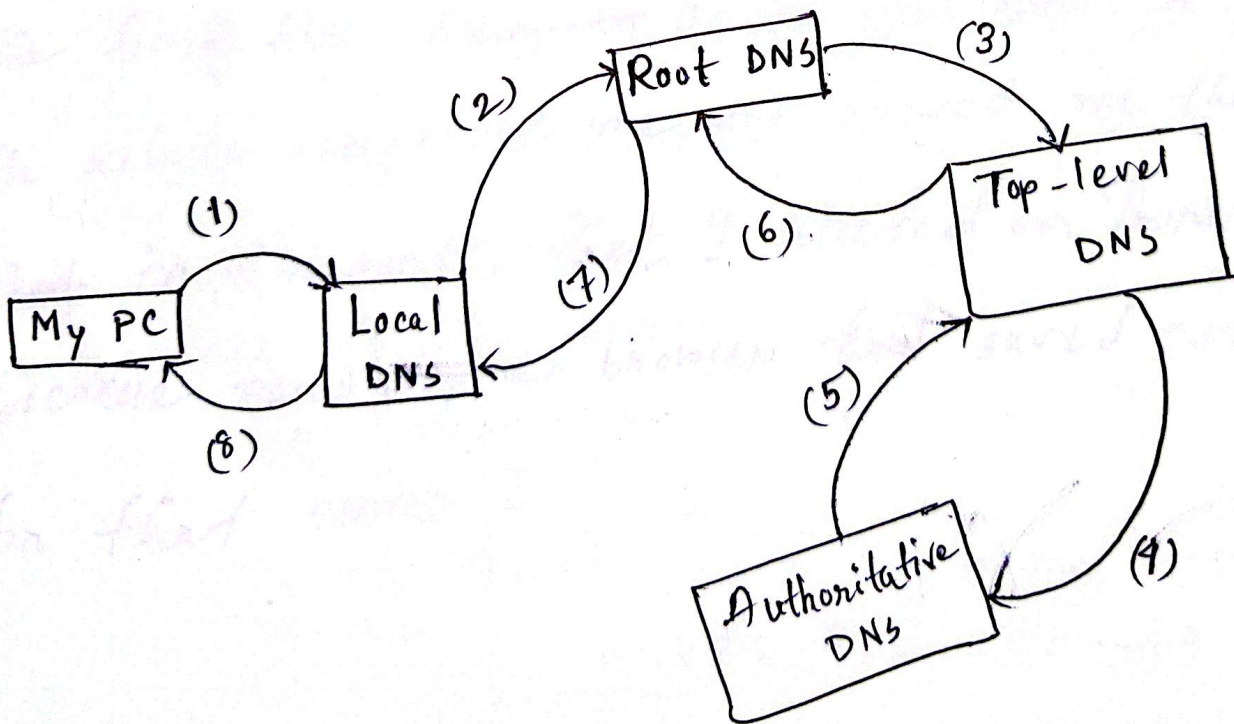 (1)
My PC
(8)
Local
DNS
(2)
(7)
Root DNS
(3)
(6)
Top-level
DNS
(5)
(4)
Authoritative
DNS